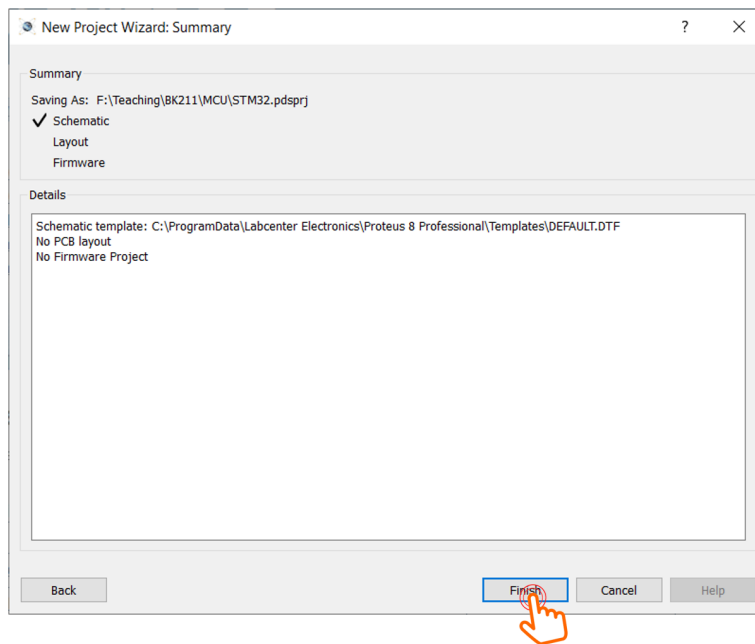 New Project Wizard: Summary
Summary
Saving As: F:\Teaching\BK211\MCU\STM32.pdsprj
Schematic
Layout
Firmware
Details
Schematic template: C:\ProgramData\Labcenter Electronics\Proteus 8 Professional\Templates\DEFAULT.DTF
No PCB layout
No Firmware Project
Back
Finish
Cancel
Help